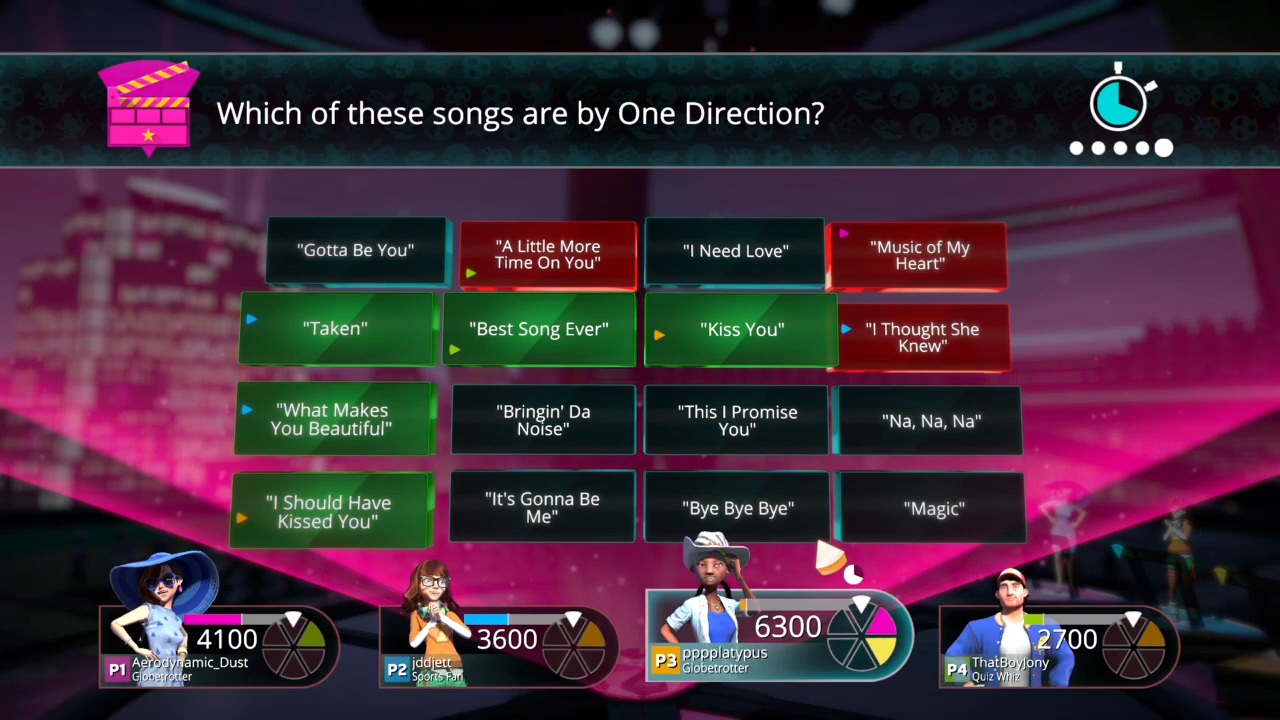 Which of these songs are by One Direction?
"Gotta Be You"
"A Little More
Time On You"
"I Need Love"
"Music of My
Heart"
"Taken"
"Best Song Ever"
"Kiss You"
"I Thought She
Knew"
"What Makes
You Beautiful"
"Bringin' Da
Noise"
"This I Promise
You"
"Na, Na, Na"
"I Should Have
Kissed You"
"It's Gonna Be
Me"
"Bye Bye Bye"
"Magic"
4100
P1 Aerodynamic_Dust
Globetrotter
3600
P2 jddjett
Sports Fan
6300
P3 pppplatypus
Globetrotter
2700
P4 ThatBoyJony
Quiz Whiz